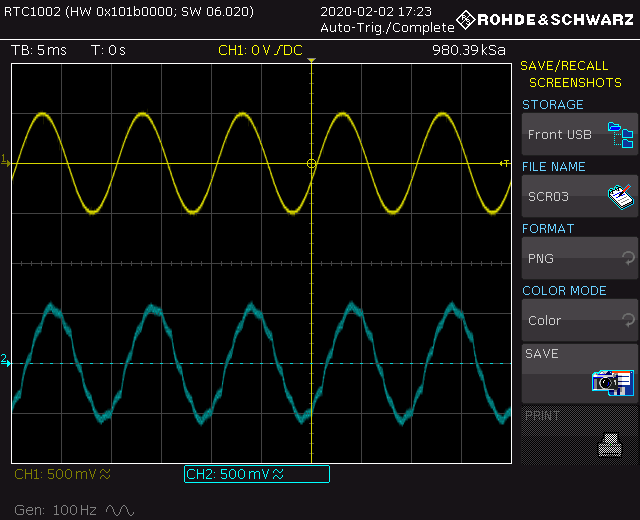 RTC1002 (HW 0x101b0000; SW 06.020)
2020-02-02 17:23
Auto-Trig./Complete
ROHDE&SCHWARZ
TB: 5 ms T: 0 s CH1: 0 V / DC 980.39 kSa
SAVE/RECALL
SCREENSHOTS
STORAGE
Front USB
FILE NAME
SCR03
FORMAT
PNG
COLOR MODE
Color
SAVE
PRINT
1
T
2
CH1: 500 mV
CH2: 500 mV
Gen: 100 Hz